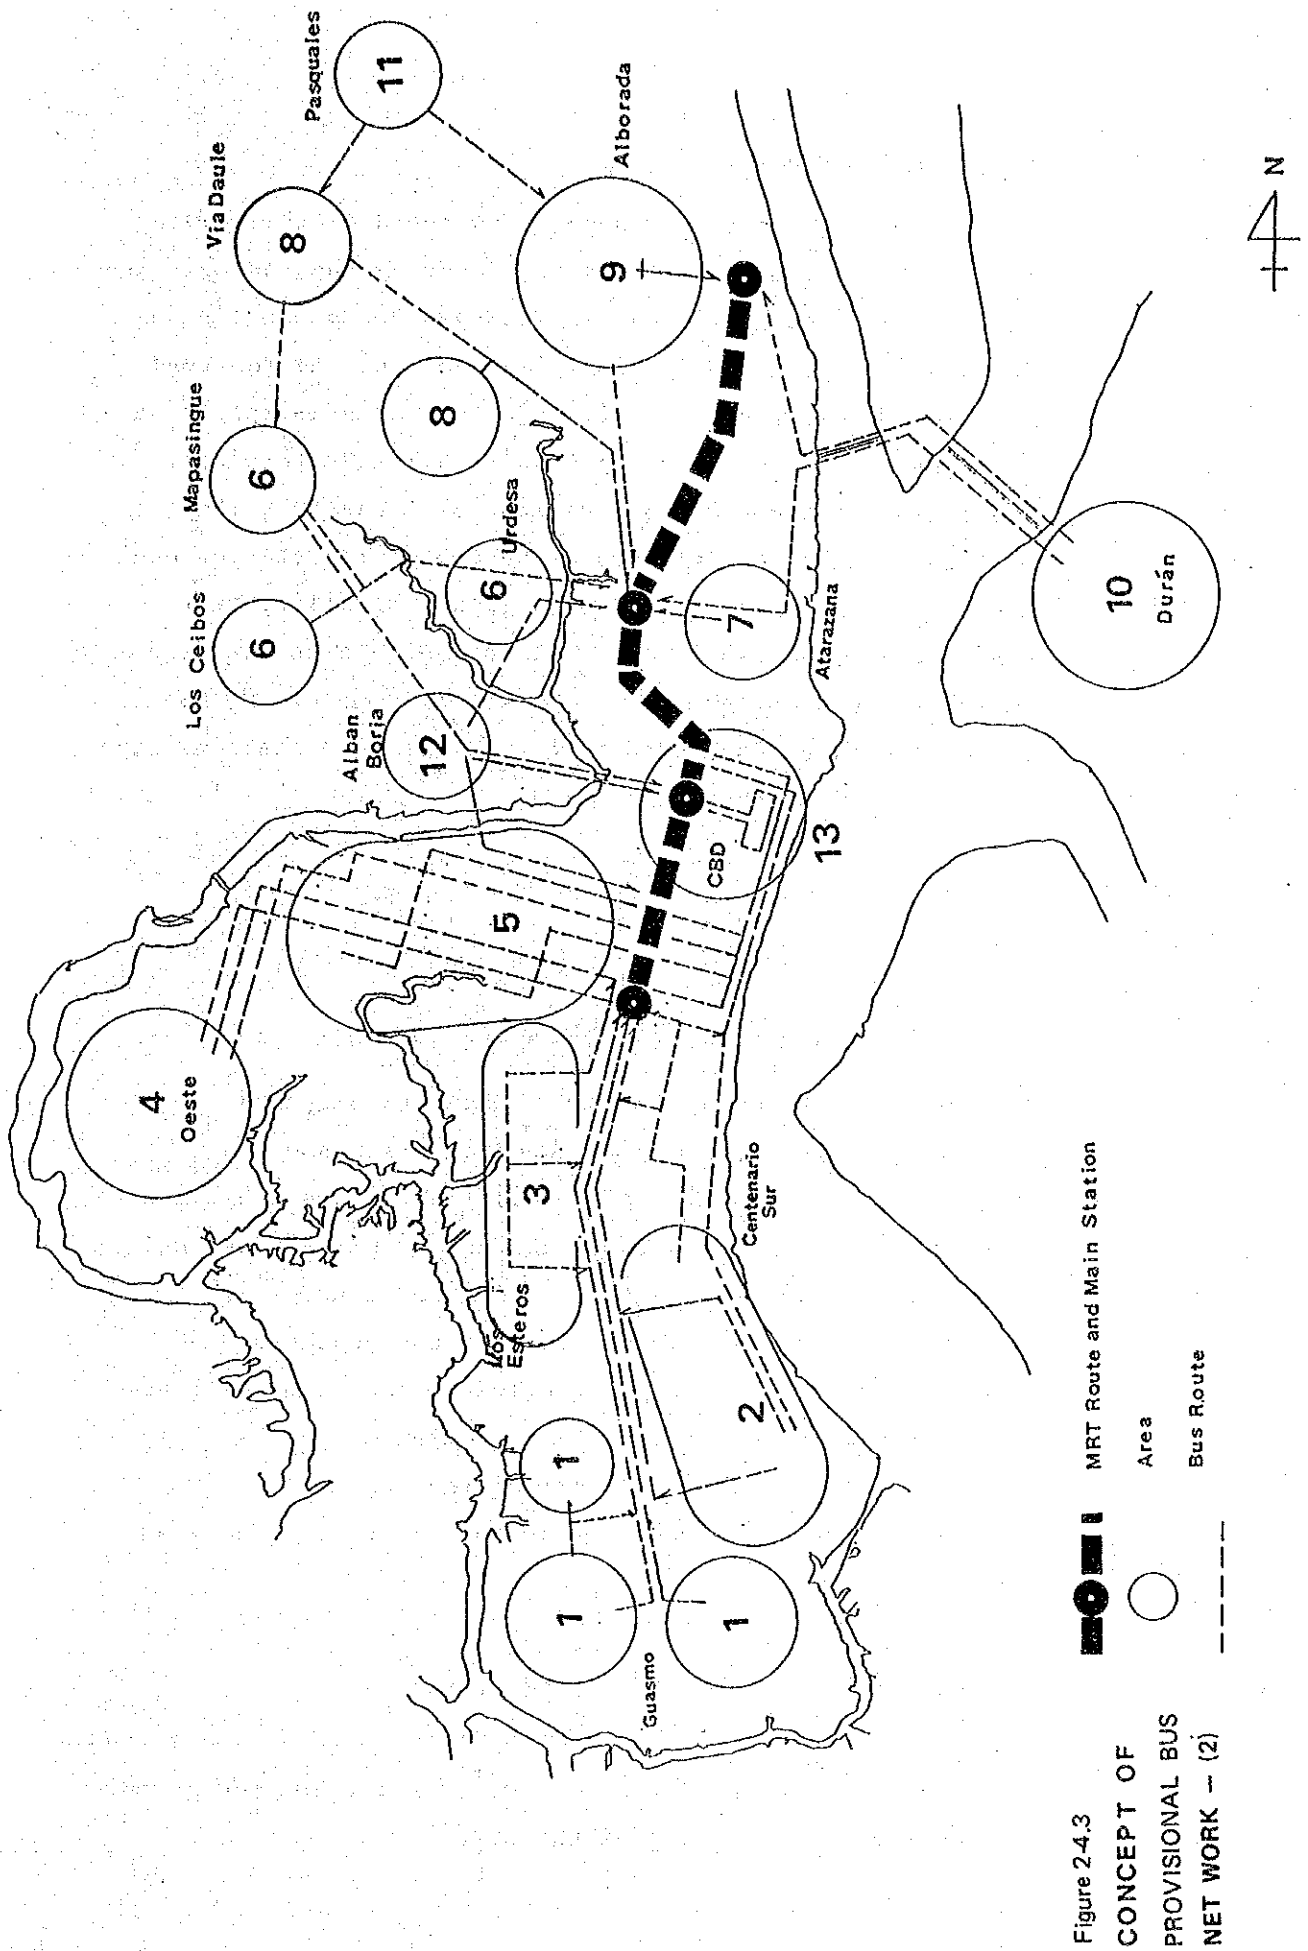 Pasquales
11
Via Daule
8
Alborada
9
8
Mapasingue
6
Urdesa
6
Los Ceibos
6
Alban
Borja
12
7
Atarazana
10
Durán
N
CBD
13
5
4
Oeste
3
Los
Esteros
Centenario
Sur
2
1
1
1
Guasmo
MRT Route and Main Station
Area
Bus Route
Figure 2-4.3
CONCEPT OF
PROVISIONAL BUS
NET WORK — (2)